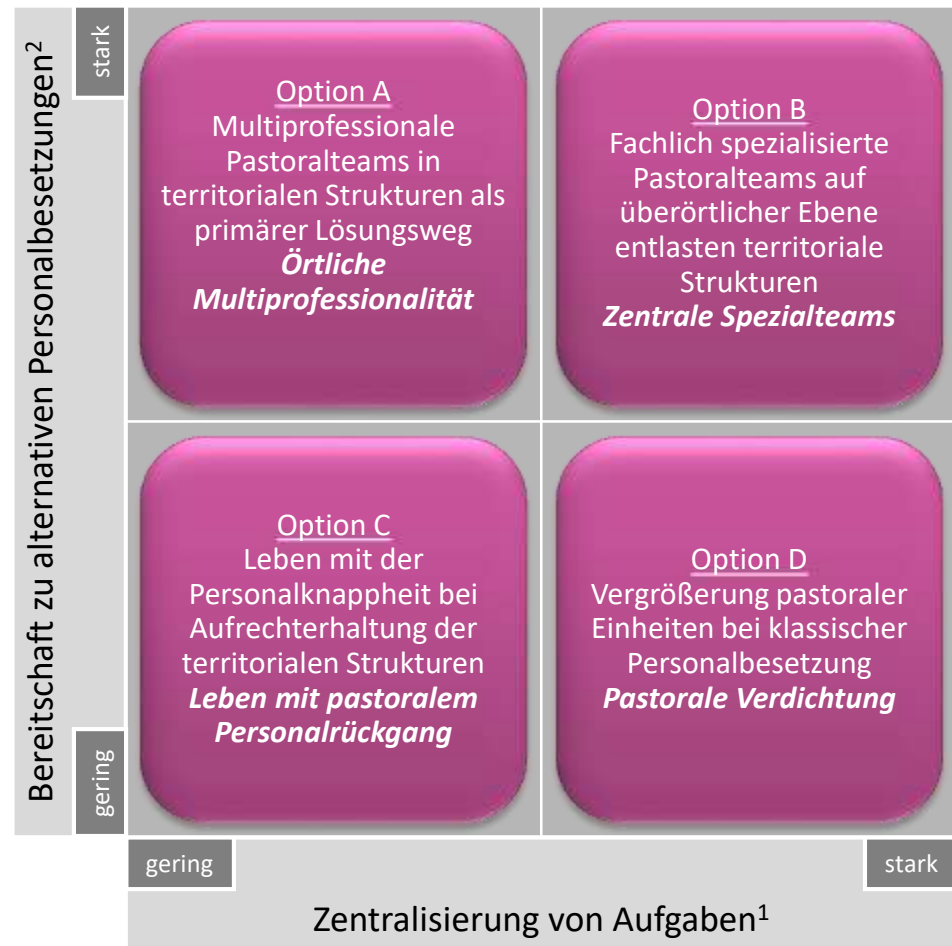 Bereitschaft zu alternativen Personalbesetzungen²
stark
gering
Option A
Multiprofessionale
Pastoralteams in
territorialen Strukturen als
primärer Lösungsweg
Örtliche
Multiprofessionalität
Option B
Fachlich spezialisierte
Pastoralteams auf
überörtlicher Ebene
entlasten territoriale
Strukturen
Zentrale Spezialteams
Option C
Leben mit der
Personalknappheit bei
Aufrechterhaltung der
territorialen Strukturen
Leben mit pastoralem
Personalrückgang
Option D
Vergrößerung pastoraler
Einheiten bei klassischer
Personalbesetzung
Pastorale Verdichtung
gering
stark
Zentralisierung von Aufgaben¹